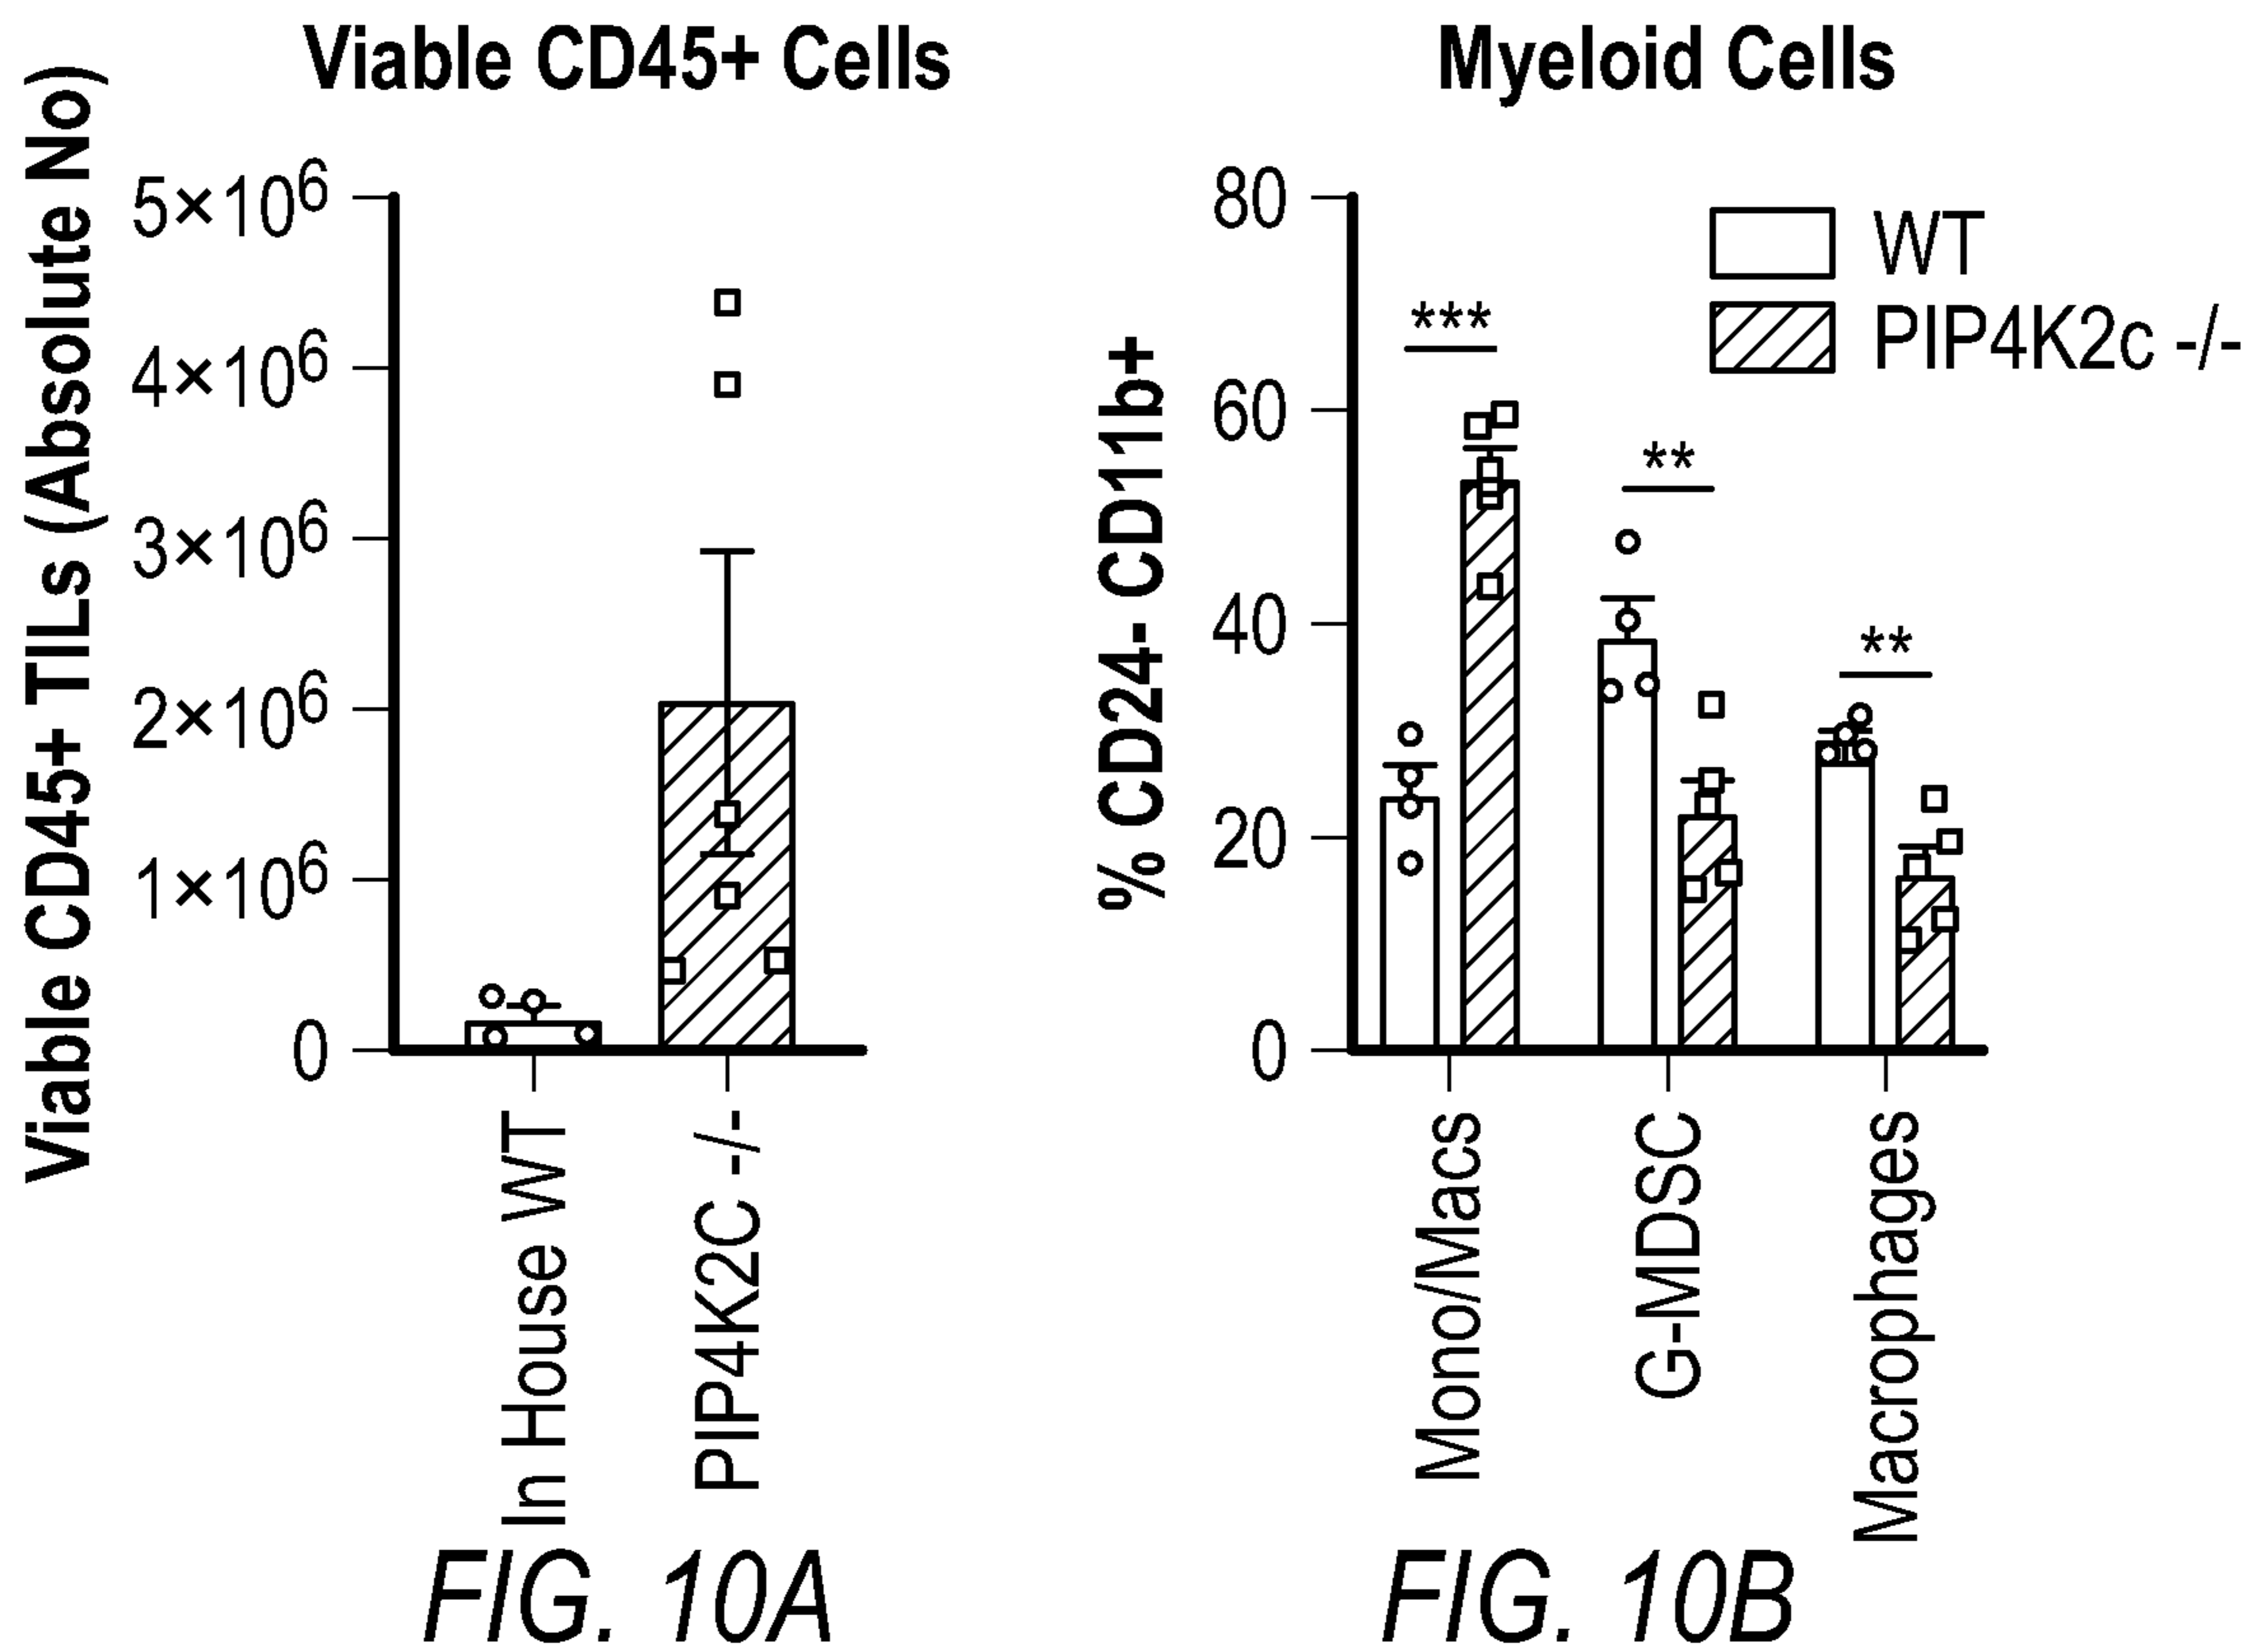 Viable CD45+ Cells
Viable CD45+ TILs (Absolute No)
5×10⁶
4×10⁶
3×10⁶
2×10⁶
1×10⁶
0
In House WT
PIP4K2C -/-
FIG. 10A
Myeloid Cells
% CD24- CD11b+
80
60
40
20
0
WT
PIP4K2c -/-
***
**
**
Mono/Macs
G-MDSC
Macrophages
FIG. 10B